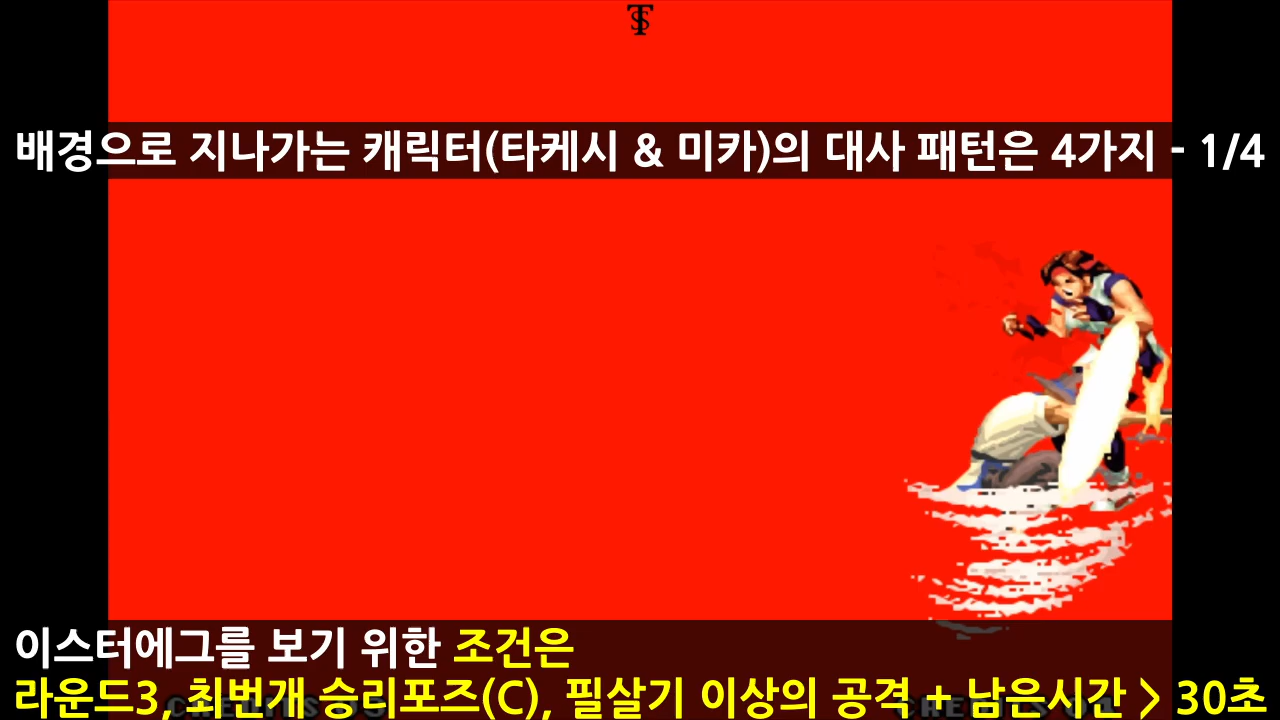 배경으로 지나가는 캐릭터(타케시 & 미카)의 대사 패턴은 4가지 - 1/4
이스터에그를 보기 위한 조건은
라운드3, 최번개 승리포즈(C), 필살기 이상의 공격 + 남은시간 > 30초